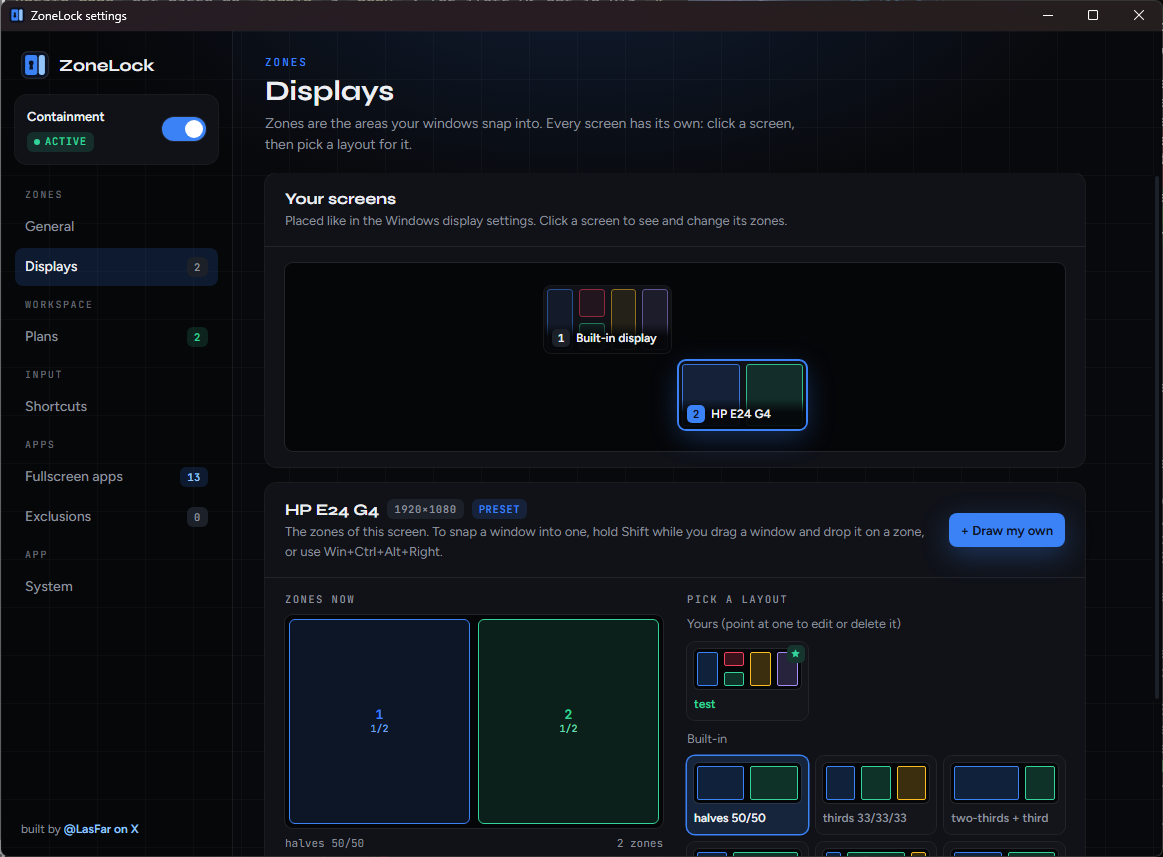 ZoneLock settings
ZoneLock
Containment
ACTIVE
ZONES
General
Displays 2
WORKSPACE
Plans 2
INPUT
Shortcuts
APPS
Fullscreen apps 13
Exclusions 0
APP
System
built by @LasFar on X
ZONES
Displays
Zones are the areas your windows snap into. Every screen has its own: click a screen,
then pick a layout for it.
Your screens
Placed like in the Windows display settings. Click a screen to see and change its zones.
1 Built-in display
2 HP E24 G4
HP E24 G4 1920×1080 PRESET
The zones of this screen. To snap a window into one, hold Shift while you drag a window and drop it on a zone,
or use Win+Ctrl+Alt+Right.
+ Draw my own
ZONES NOW
1
1/2
2
1/2
halves 50/50 2 zones
PICK A LAYOUT
Yours (point at one to edit or delete it)
test
Built-in
halves 50/50
thirds 33/33/33
two-thirds + third